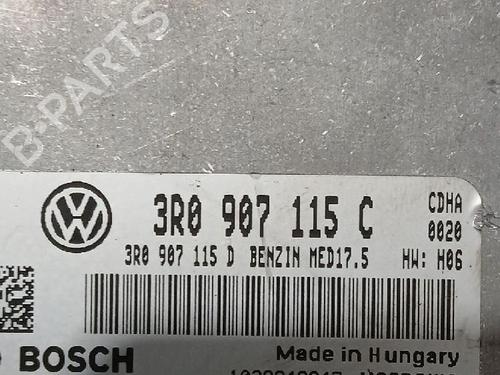 B-PARTS
3R0 907 115 C
CDHA
0020
3R0 907 115 D BENZIN MED17.5
HW: H06
BOSCH
Made in Hungary